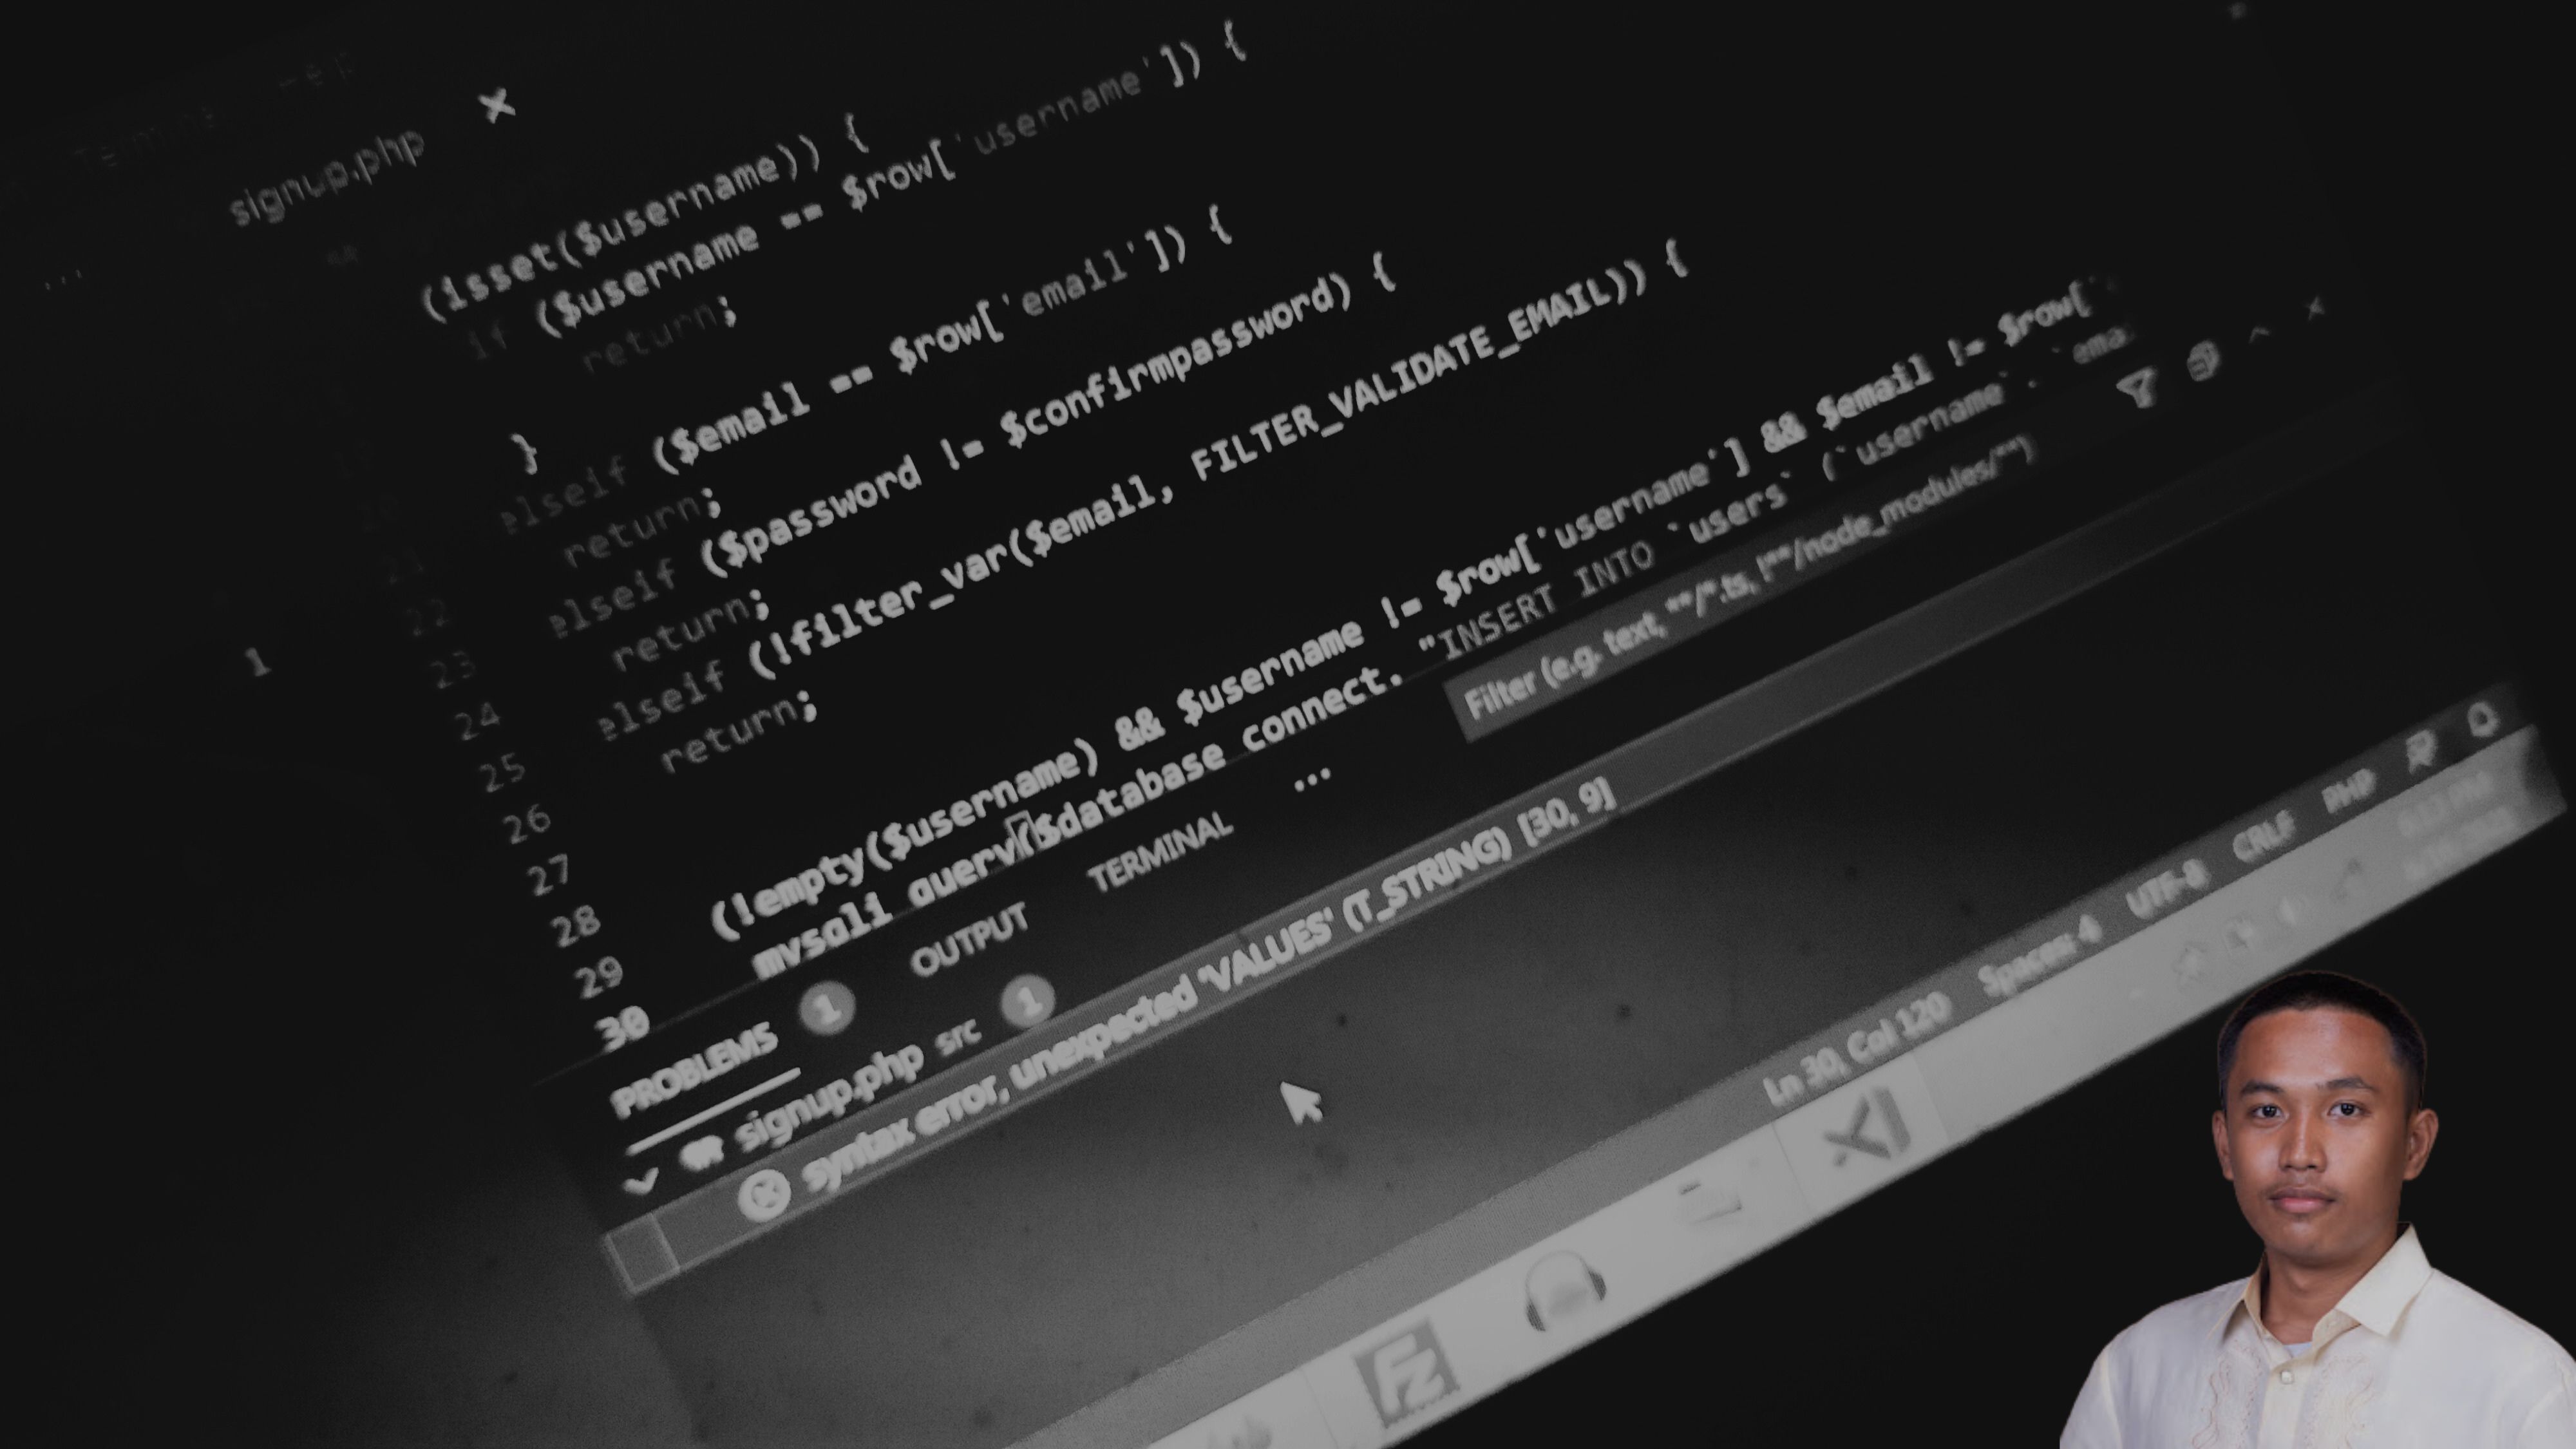 signup.php
...
(isset($username)) {
if ($username == $row['username']) {
return;
}
elseif ($email == $row['email']) {
return;
elseif ($password != $confirmpassword) {
return;
elseif (!filter_var($email, FILTER_VALIDATE_EMAIL)) {
return;
1
21
22
23
24
25
26
27
28
29
30
(!empty($username) && $username != $row['username'] && $email != $row['
mysqli_query($database_connect, "INSERT INTO `users` (`username`, `ema
PROBLEMS 1 OUTPUT TERMINAL ...
Filter (e.g. text, **/*.ts, !**/node_modules/**)
signup.php src 1
syntax error, unexpected 'VALUES' (T_STRING) [30, 9]
Ln 30, Col 120 Spaces: 4 UTF-8 CRLF PHP
Fz